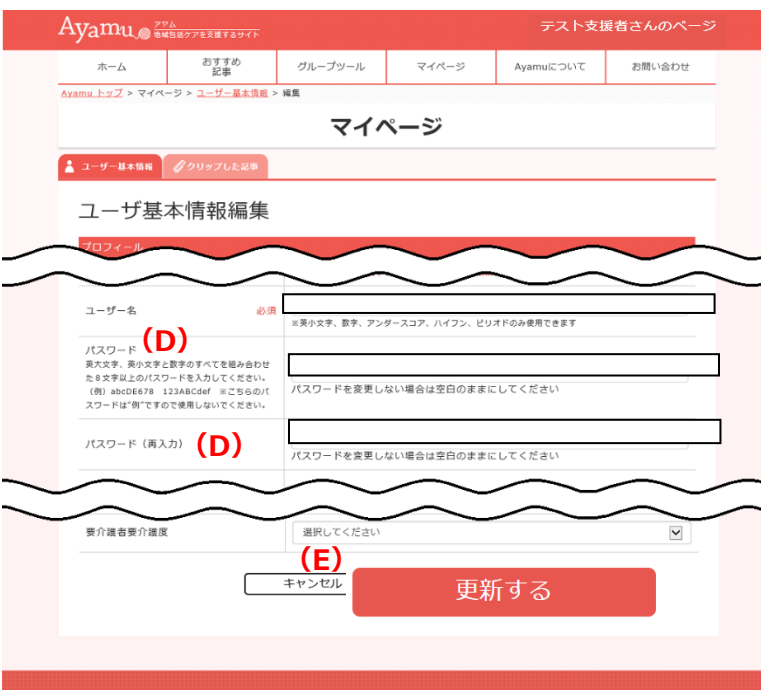 Ayamu アヤム
地域包括ケアを支援するサイト
テスト支援者さんのページ
ホーム
おすすめ
記事
グループツール
マイページ
Ayamuについて
お問い合わせ
Ayamu トップ > マイページ > ユーザー基本情報 > 編集
マイページ
ユーザー基本情報
クリップした記事
ユーザ基本情報編集
プロフィール
ユーザー名 必須
※英小文字、数字、アンダースコア、ハイフン、ピリオドのみ使用できます
パスワード (D)
英大文字、英小文字と数字のすべてを組み合わせ
た８文字以上のパスワードを入力してください。
（例）abcDE678 123ABCdef ※こちらのパ
スワードは"例"ですので使用しないでください。
パスワードを変更しない場合は空白のままにしてください
パスワード（再入力） (D)
パスワードを変更しない場合は空白のままにしてください
要介護者要介護度
選択してください
(E)
キャンセル
更新する